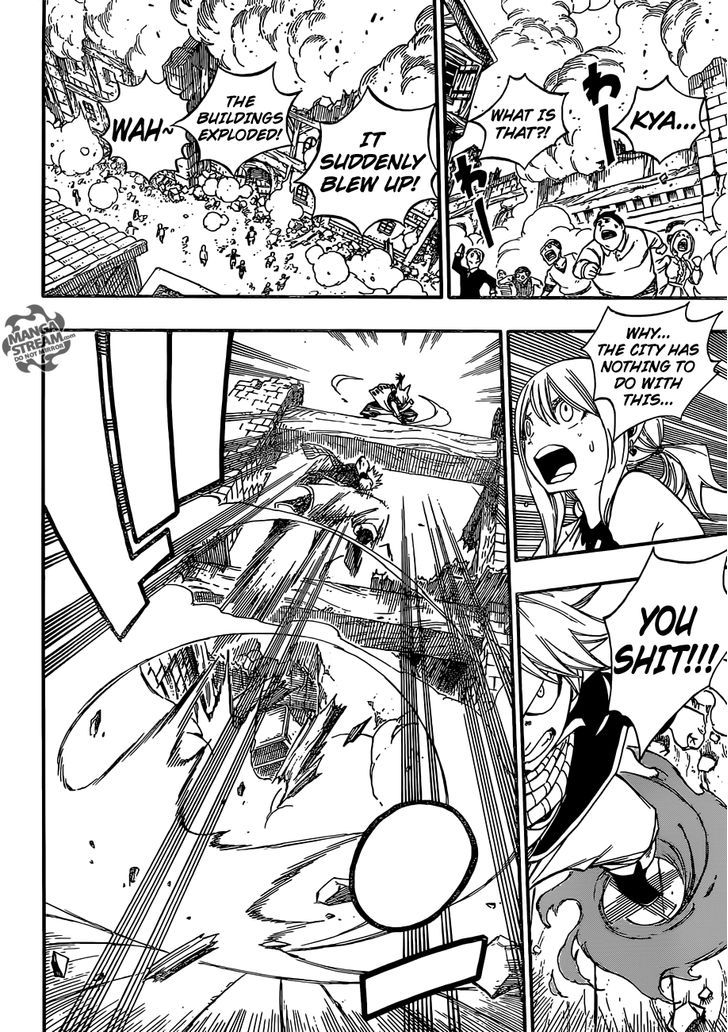 KYA...
わー
WHAT IS
THAT?!
わー
IT
SUDDENLY
BLEW UP!
THE
BUILDINGS
EXPLODED!
WAH~
WHY...
THE CITY HAS
NOTHING TO
DO WITH
THIS...
YOU
SHIT!!!
MANGA
STREAM.com
DO NOT MIRROR